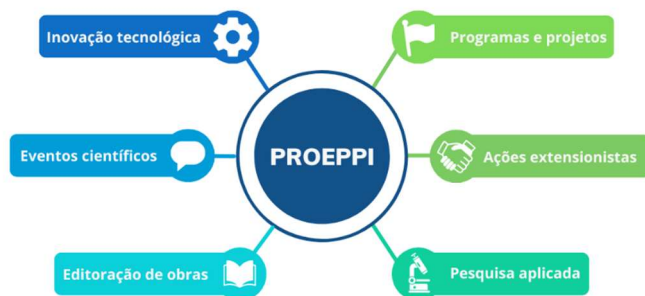 Inovação tecnológica
Programas e projetos
Eventos científicos
PROEPPI
Ações extensionistas
Editoração de obras
Pesquisa aplicada